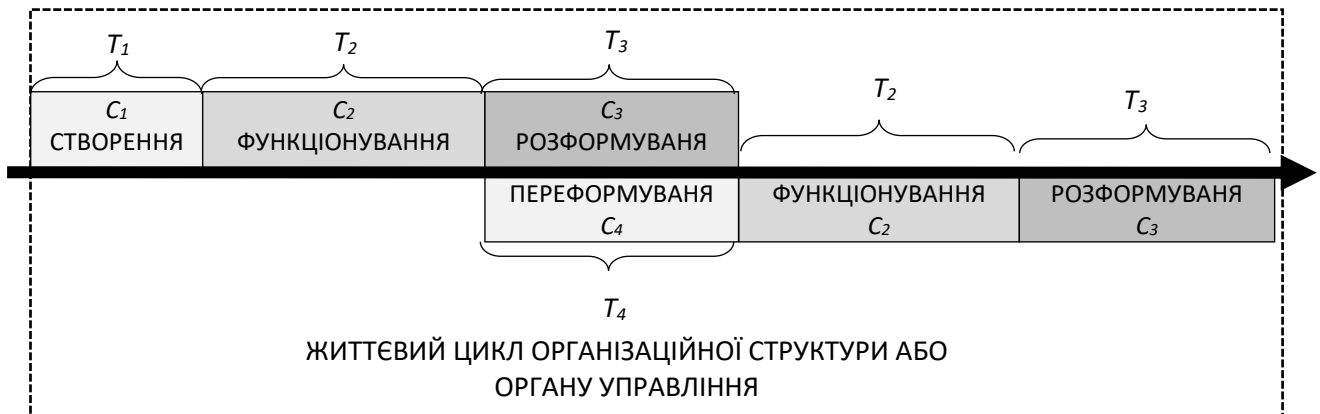 T₁ T₂ T₃
T₂ T₃
C₁ C₂ C₃
СТВОРЕННЯ ФУНКЦІОНУВАННЯ РОЗФОРМУВАНЯ
ПЕРЕФОРМУВАНЯ ФУНКЦІОНУВАННЯ РОЗФОРМУВАНЯ
C₄ C₂ C₃
T₄
ЖИТТЄВИЙ ЦИКЛ ОРГАНІЗАЦІЙНОЇ СТРУКТУРИ АБО
ОРГАНУ УПРАВЛІННЯ